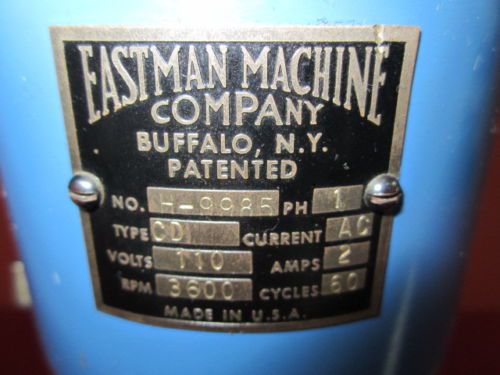 EASTMAN MACHINE
COMPANY
BUFFALO, N.Y.
PATENTED
NO. H-9985 PH 1
TYPE CD CURRENT AC
VOLTS 110 AMPS 2
RPM 3600 CYCLES 60
MADE IN U.S.A.